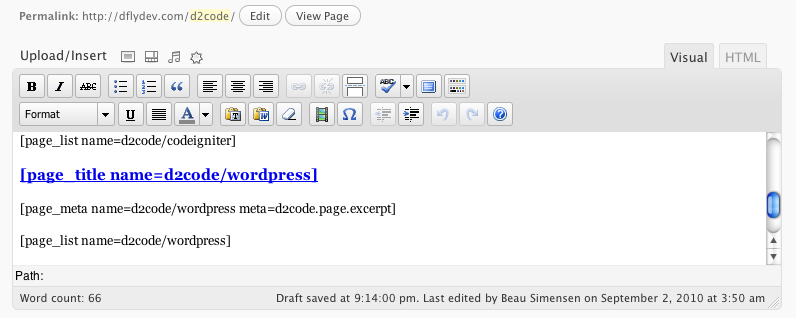 Permalink: http://dflydev.com/d2code/ Edit View Page
Upload/Insert Visual HTML
B I ABC ABC
Format U A T W Ω ?
[page_list name=d2code/codeigniter]
[page_title name=d2code/wordpress]
[page_meta name=d2code/wordpress meta=d2code.page.excerpt]
[page_list name=d2code/wordpress]
Path:
Word count: 66 Draft saved at 9:14:00 pm. Last edited by Beau Simensen on September 2, 2010 at 3:50 am